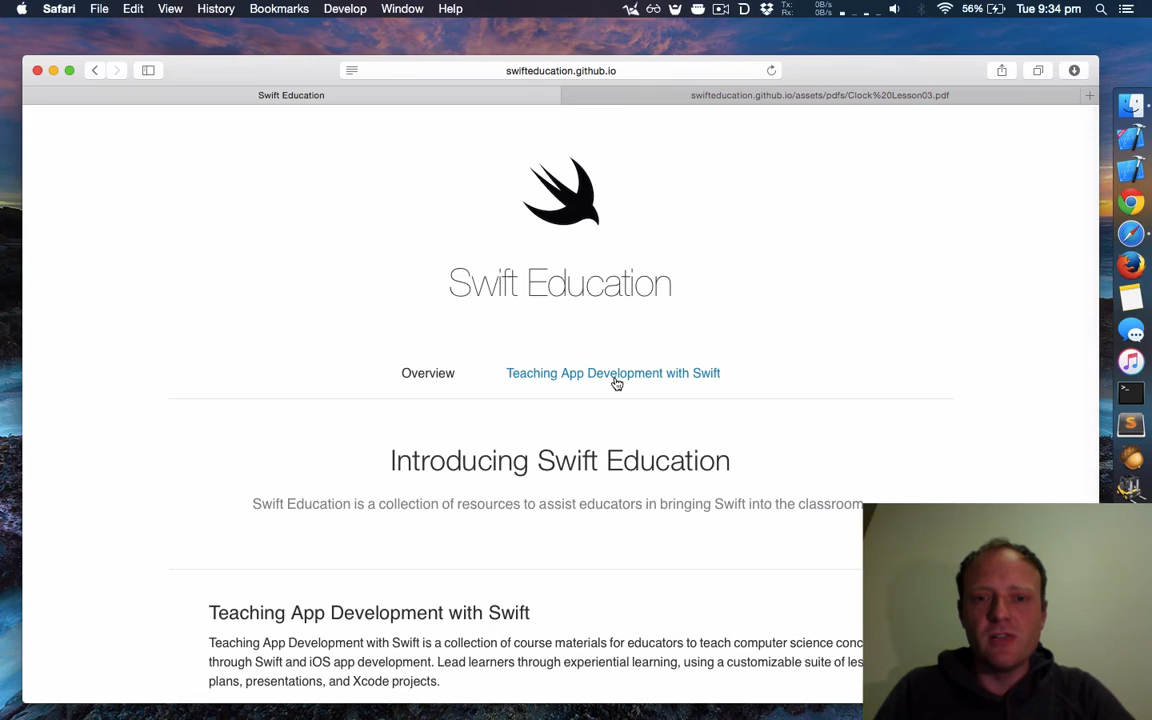 Safari File Edit View History Bookmarks Develop Window Help
Tx: 0B/s
Rx: 0B/s
56% Tue 9:34 pm
swifteducation.github.io
Swift Education
swifteducation.github.io/assets/pdfs/Clock%20Lesson03.pdf
Swift Education
Overview
Teaching App Development with Swift
Introducing Swift Education
Swift Education is a collection of resources to assist educators in bringing Swift into the classroom
Teaching App Development with Swift
Teaching App Development with Swift is a collection of course materials for educators to teach computer science conc
through Swift and iOS app development. Lead learners through experiential learning, using a customizable suite of les
plans, presentations, and Xcode projects.